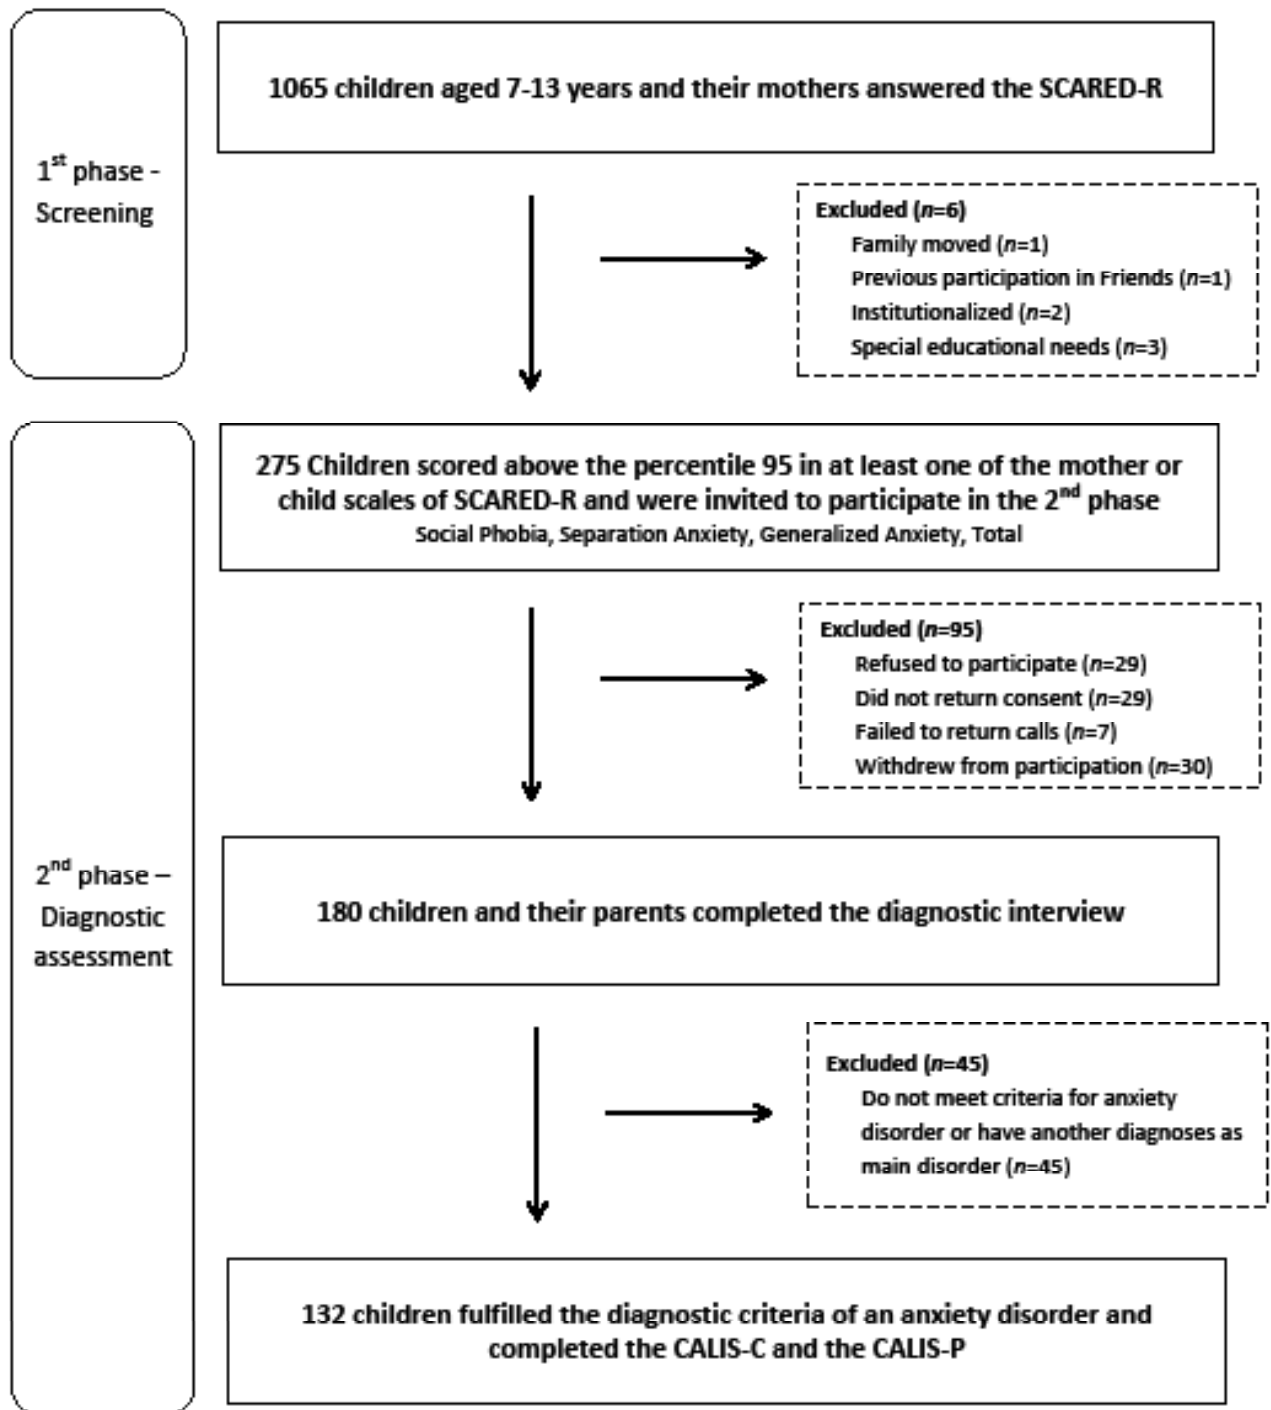 1st phase -
Screening
1065 children aged 7-13 years and their mothers answered the SCARED-R
Excluded (n=6)
Family moved (n=1)
Previous participation in Friends (n=1)
Institutionalized (n=2)
Special educational needs (n=3)
2nd phase –
Diagnostic
assessment
275 Children scored above the percentile 95 in at least one of the mother or
child scales of SCARED-R and were invited to participate in the 2nd phase
Social Phobia, Separation Anxiety, Generalized Anxiety, Total
Excluded (n=95)
Refused to participate (n=29)
Did not return consent (n=29)
Failed to return calls (n=7)
Withdrew from participation (n=30)
180 children and their parents completed the diagnostic interview
Excluded (n=45)
Do not meet criteria for anxiety
disorder or have another diagnoses as
main disorder (n=45)
132 children fulfilled the diagnostic criteria of an anxiety disorder and
completed the CALIS-C and the CALIS-P